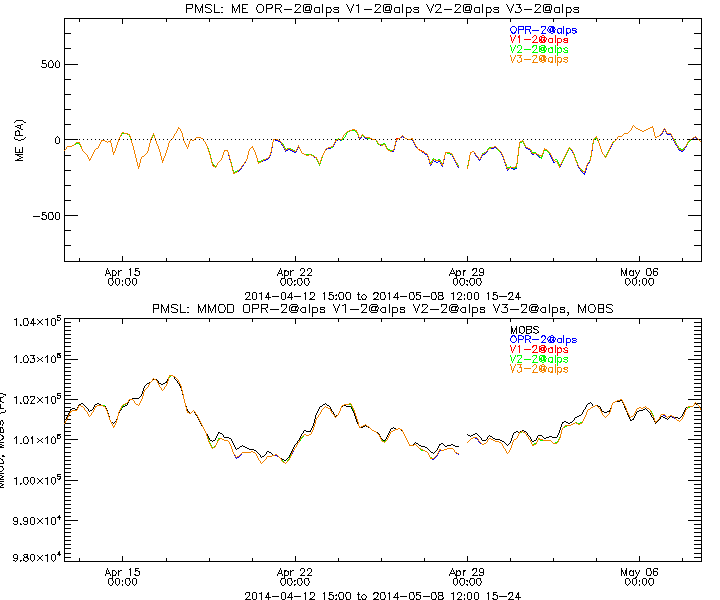 PMSL: ME OPR-2@alps V1-2@alps V2-2@alps V3-2@alps
OPR-2@alps
V1-2@alps
V2-2@alps
V3-2@alps
500
0
-500
ME (PA)
Apr 15 Apr 22 Apr 29 May 06
00:00 00:00 00:00 00:00
2014-04-12 15:00 to 2014-05-08 12:00 15-24
PMSL: MMOD OPR-2@alps V1-2@alps V2-2@alps V3-2@alps, MOBS
MOBS
OPR-2@alps
V1-2@alps
V2-2@alps
V3-2@alps
1.04×10⁵
1.03×10⁵
1.02×10⁵
1.01×10⁵
1.00×10⁵
9.90×10⁴
9.80×10⁴
MMOD, MOBS (PA)
Apr 15 Apr 22 Apr 29 May 06
00:00 00:00 00:00 00:00
2014-04-12 15:00 to 2014-05-08 12:00 15-24